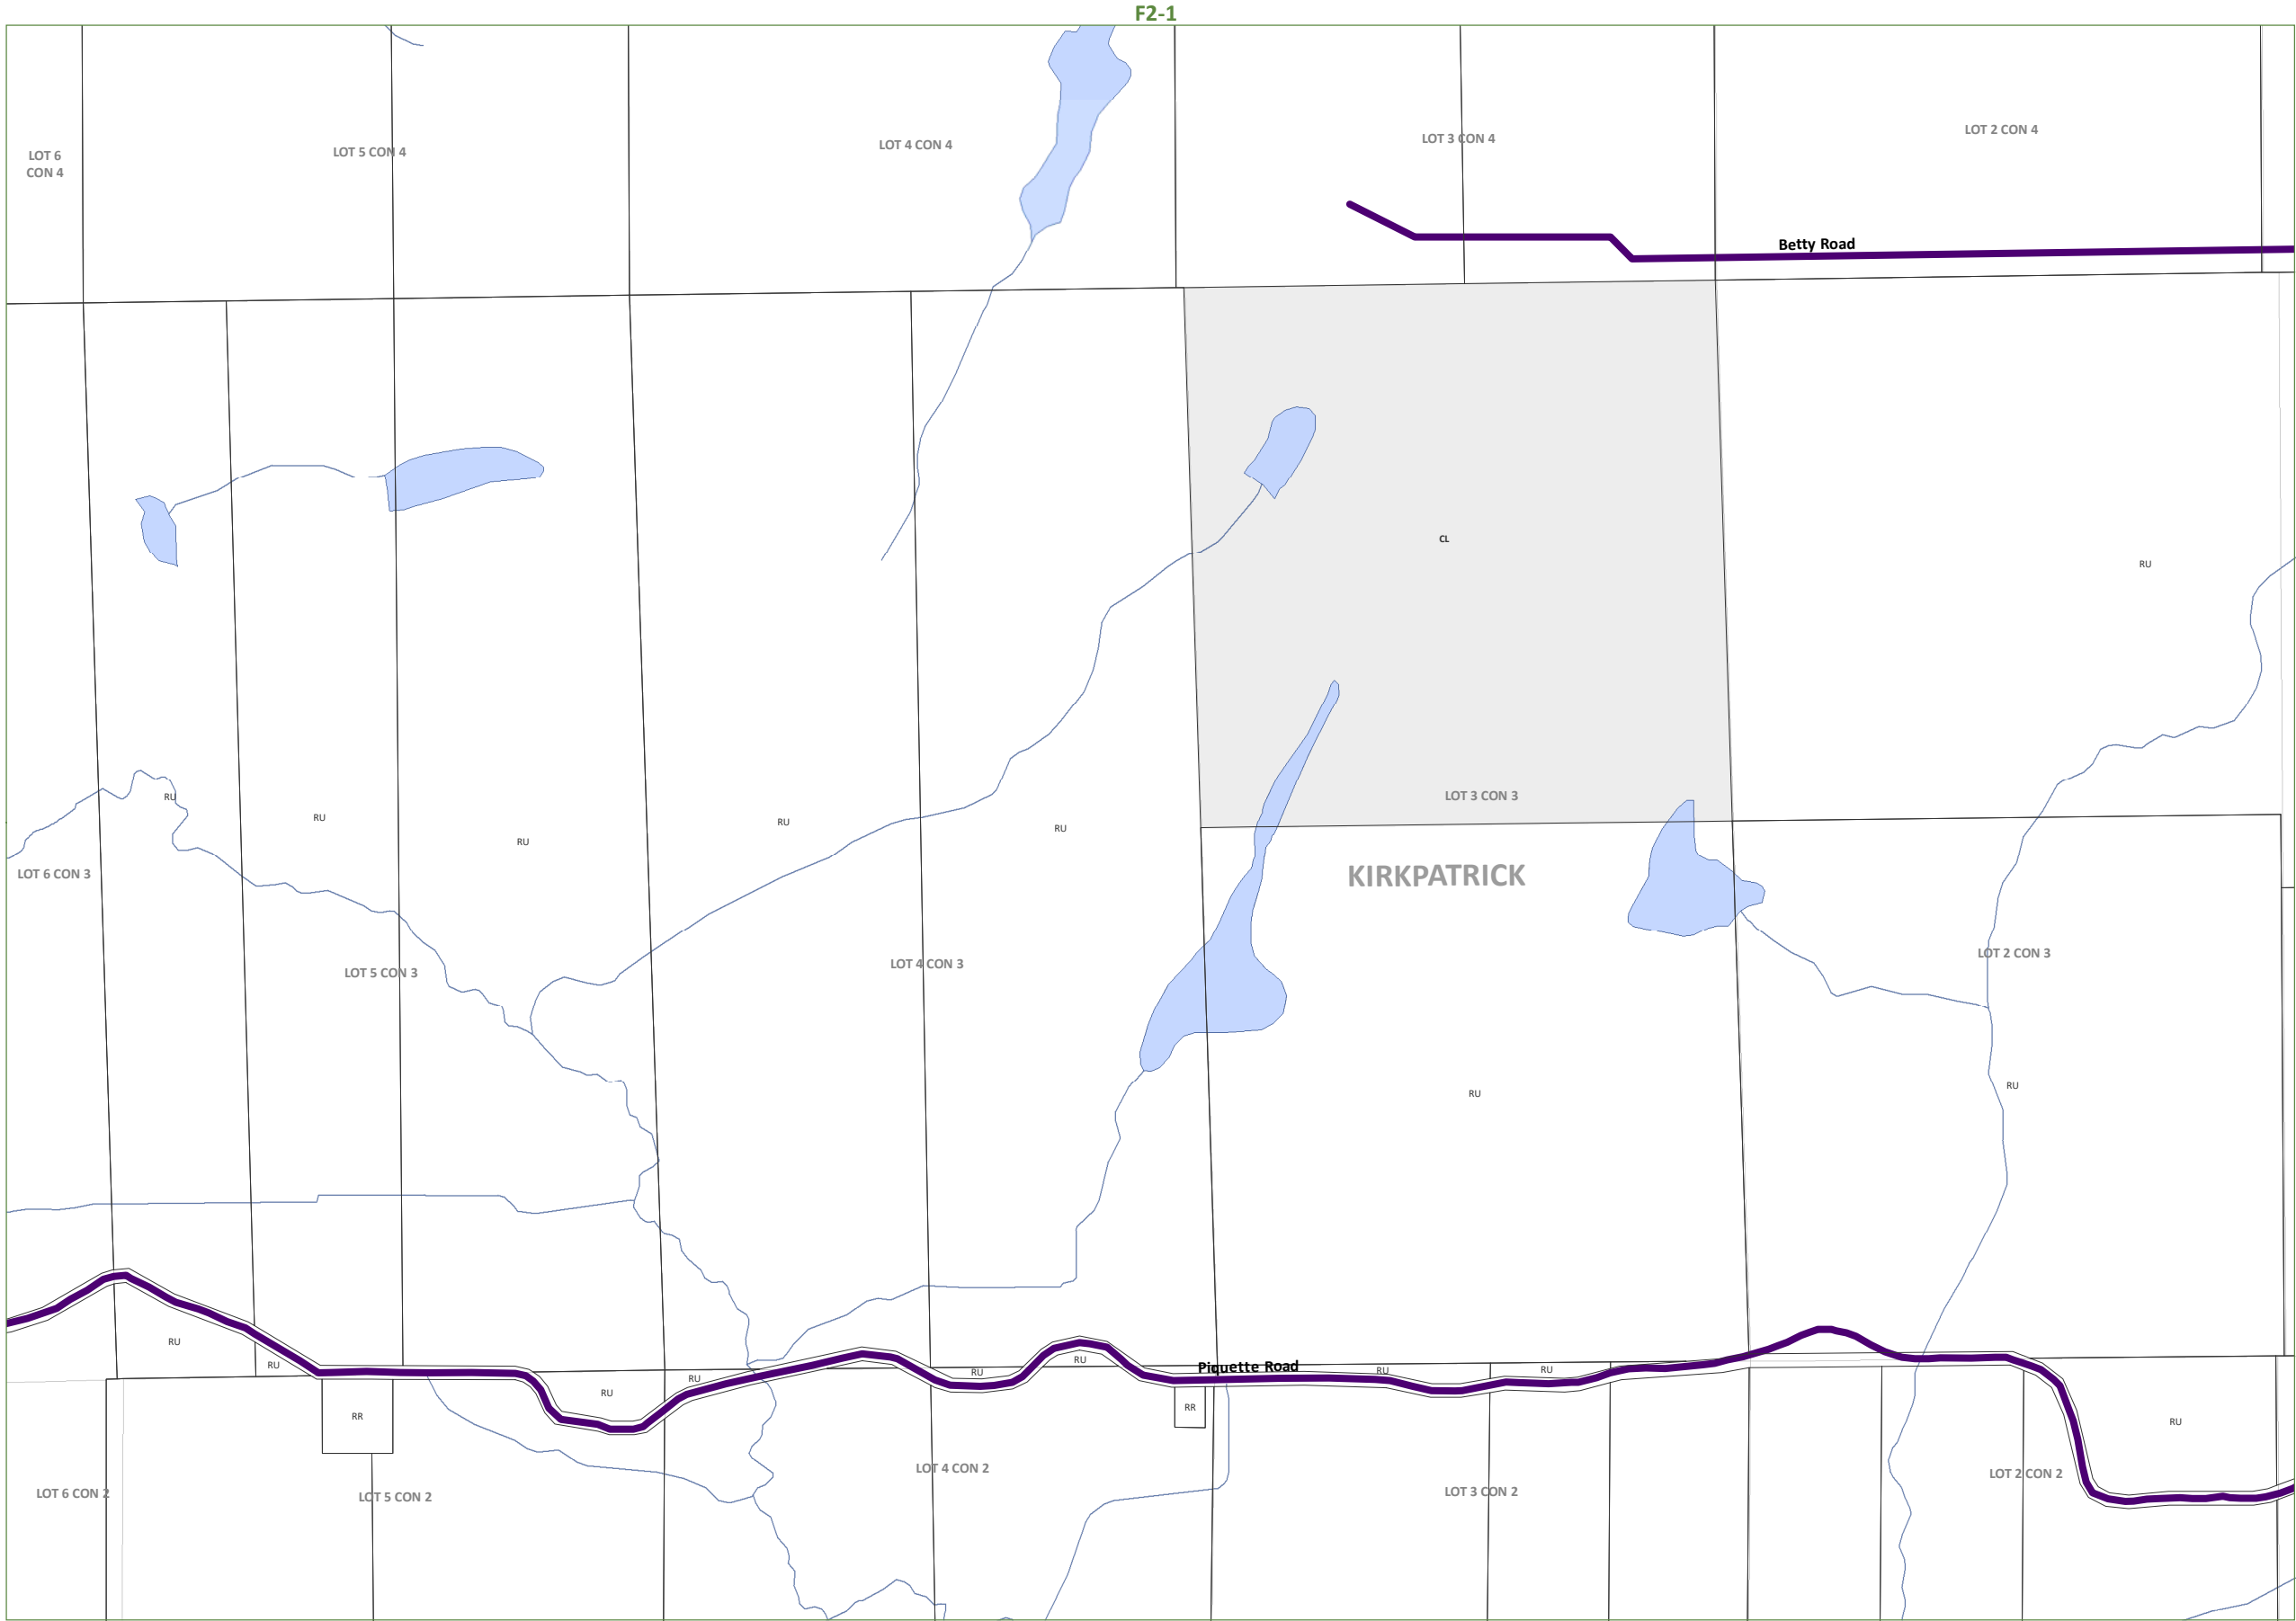 F2-1
LOT 6
CON 4
LOT 5 CON 4
LOT 4 CON 4
LOT 3 CON 4
LOT 2 CON 4
Betty Road
CL
RU
LOT 3 CON 3
RU
RU
RU
RU
RU
LOT 6 CON 3
KIRKPATRICK
LOT 5 CON 3
LOT 4 CON 3
LOT 2 CON 3
RU
RU
RU
RU
RU
RU
RU
RU
Piquette Road
RU
RU
RR
RR
RU
LOT 6 CON 2
LOT 5 CON 2
LOT 4 CON 2
LOT 3 CON 2
LOT 2 CON 2